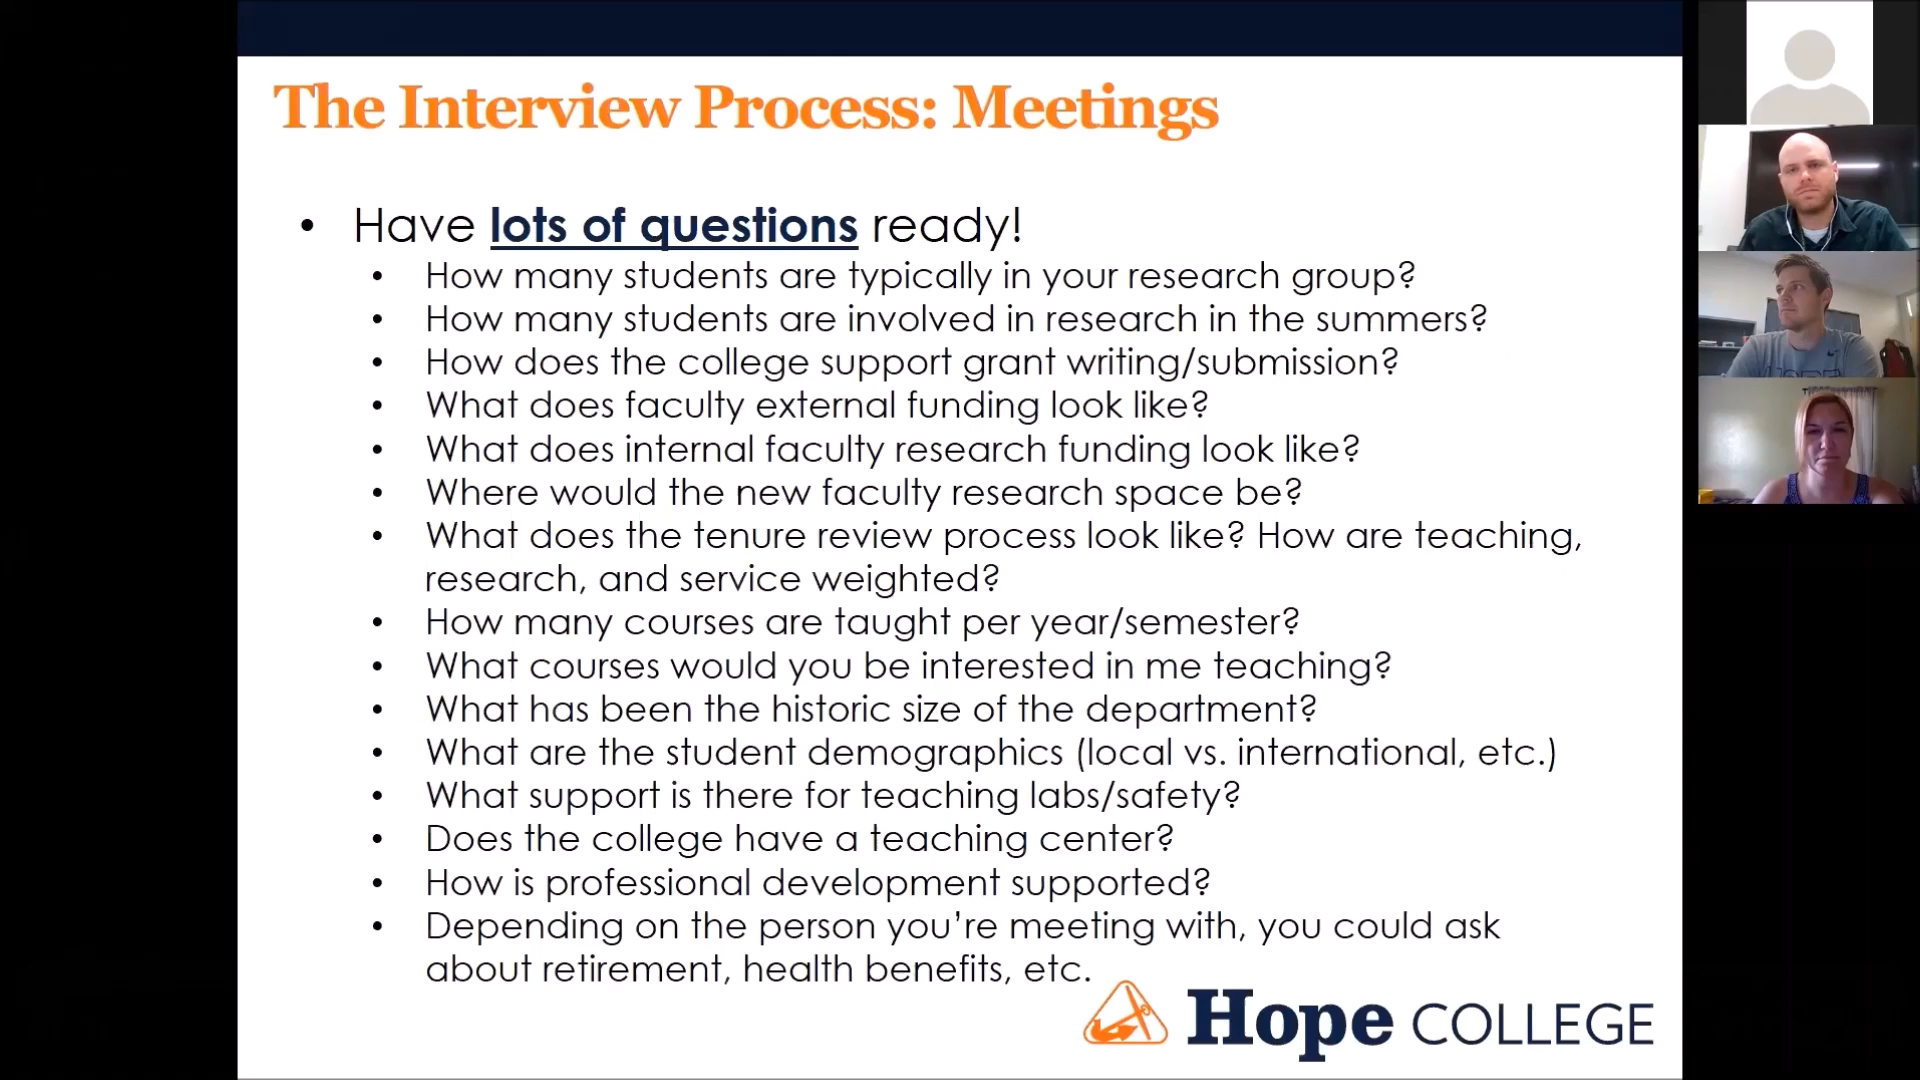 The Interview Process: Meetings
• Have lots of questions ready!
• How many students are typically in your research group?
• How many students are involved in research in the summers?
• How does the college support grant writing/submission?
• What does faculty external funding look like?
• What does internal faculty research funding look like?
• Where would the new faculty research space be?
• What does the tenure review process look like? How are teaching,
research, and service weighted?
• How many courses are taught per year/semester?
• What courses would you be interested in me teaching?
• What has been the historic size of the department?
• What are the student demographics (local vs. international, etc.)
• What support is there for teaching labs/safety?
• Does the college have a teaching center?
• How is professional development supported?
• Depending on the person you're meeting with, you could ask
about retirement, health benefits, etc.
Hope COLLEGE